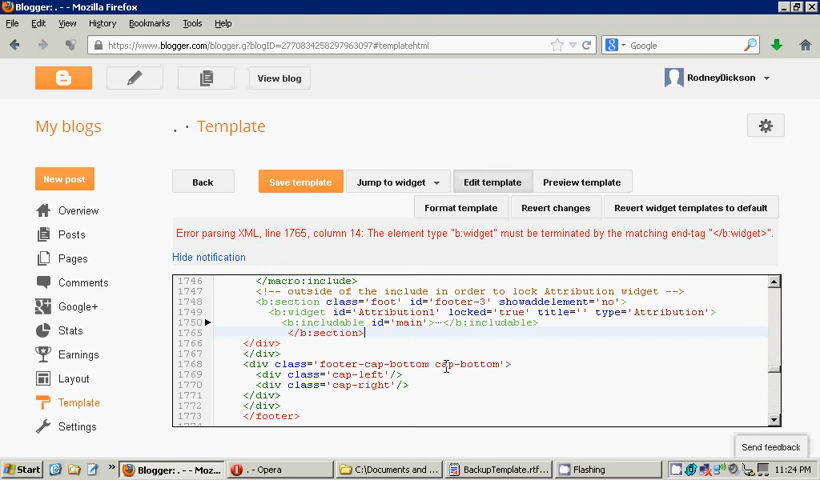 Blogger: . - Mozilla Firefox
File Edit View History Bookmarks Tools Help
https://www.blogger.com/blogger.g?blogID=2770834258297963097#templatehtml
Google
View blog
RodneyDickson
My blogs
. · Template
New post
Back Save template Jump to widget Edit template Preview template
Format template Revert changes Revert widget templates to default
Error parsing XML, line 1765, column 14: The element type "b:widget" must be terminated by the matching end-tag "</b:widget>".
Hide notification
Overview
Posts
Pages
Comments
Google+
Stats
Earnings
Layout
Template
Settings
1746 </macro:include>
1747 <!-- outside of the include in order to lock Attribution widget -->
1748 <b:section class='foot' id='footer-3' showaddelement='no'>
1749 <b:widget id='Attribution1' locked='true' title='' type='Attribution'>
1750 <b:includable id='main'>↔</b:includable>
1765 </b:section>
1766 </div>
1767 </div>
1768 <div class='footer-cap-bottom cap-bottom'>
1769 <div class='cap-left'/>
1770 <div class='cap-right'/>
1771 </div>
1772 </div>
1773 </footer>
Send feedback
Start Blogger: . - Moz... . - Opera C:\Documents and ... BackupTemplate.rtf... Flashing 11:24 PM